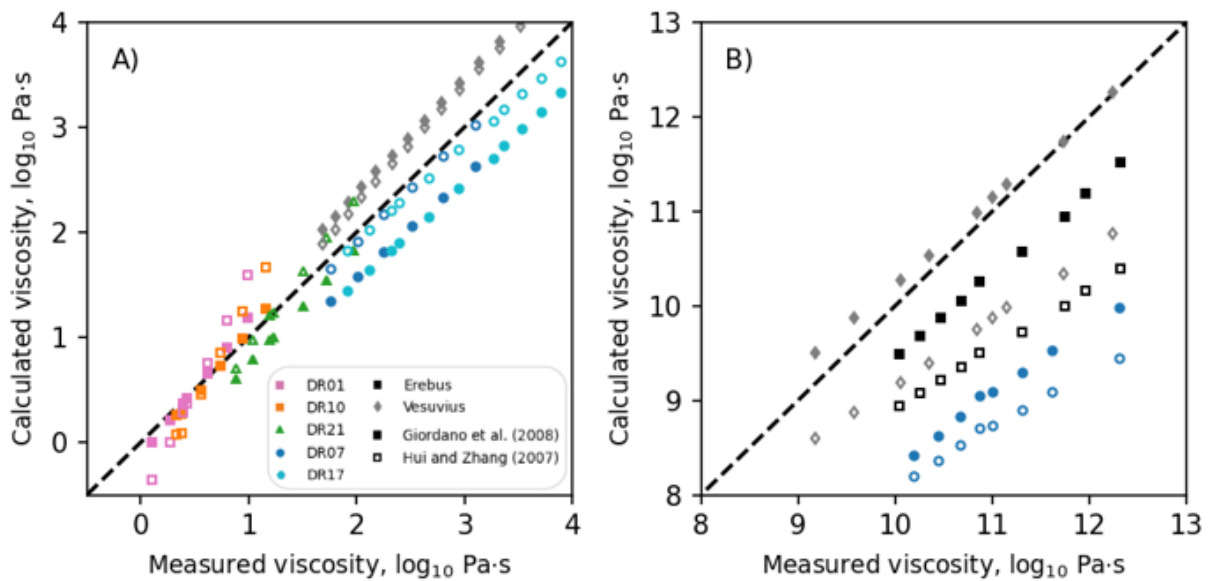 A)
Calculated viscosity, log₁₀ Pa·s
4
3
2
1
0
0
1
2
3
4
Measured viscosity, log₁₀ Pa·s
DR01
DR10
DR21
DR07
DR17
Erebus
Vesuvius
Giordano et al. (2008)
Hui and Zhang (2007)
B)
Calculated viscosity, log₁₀ Pa·s
13
12
11
10
9
8
8
9
10
11
12
13
Measured viscosity, log₁₀ Pa·s